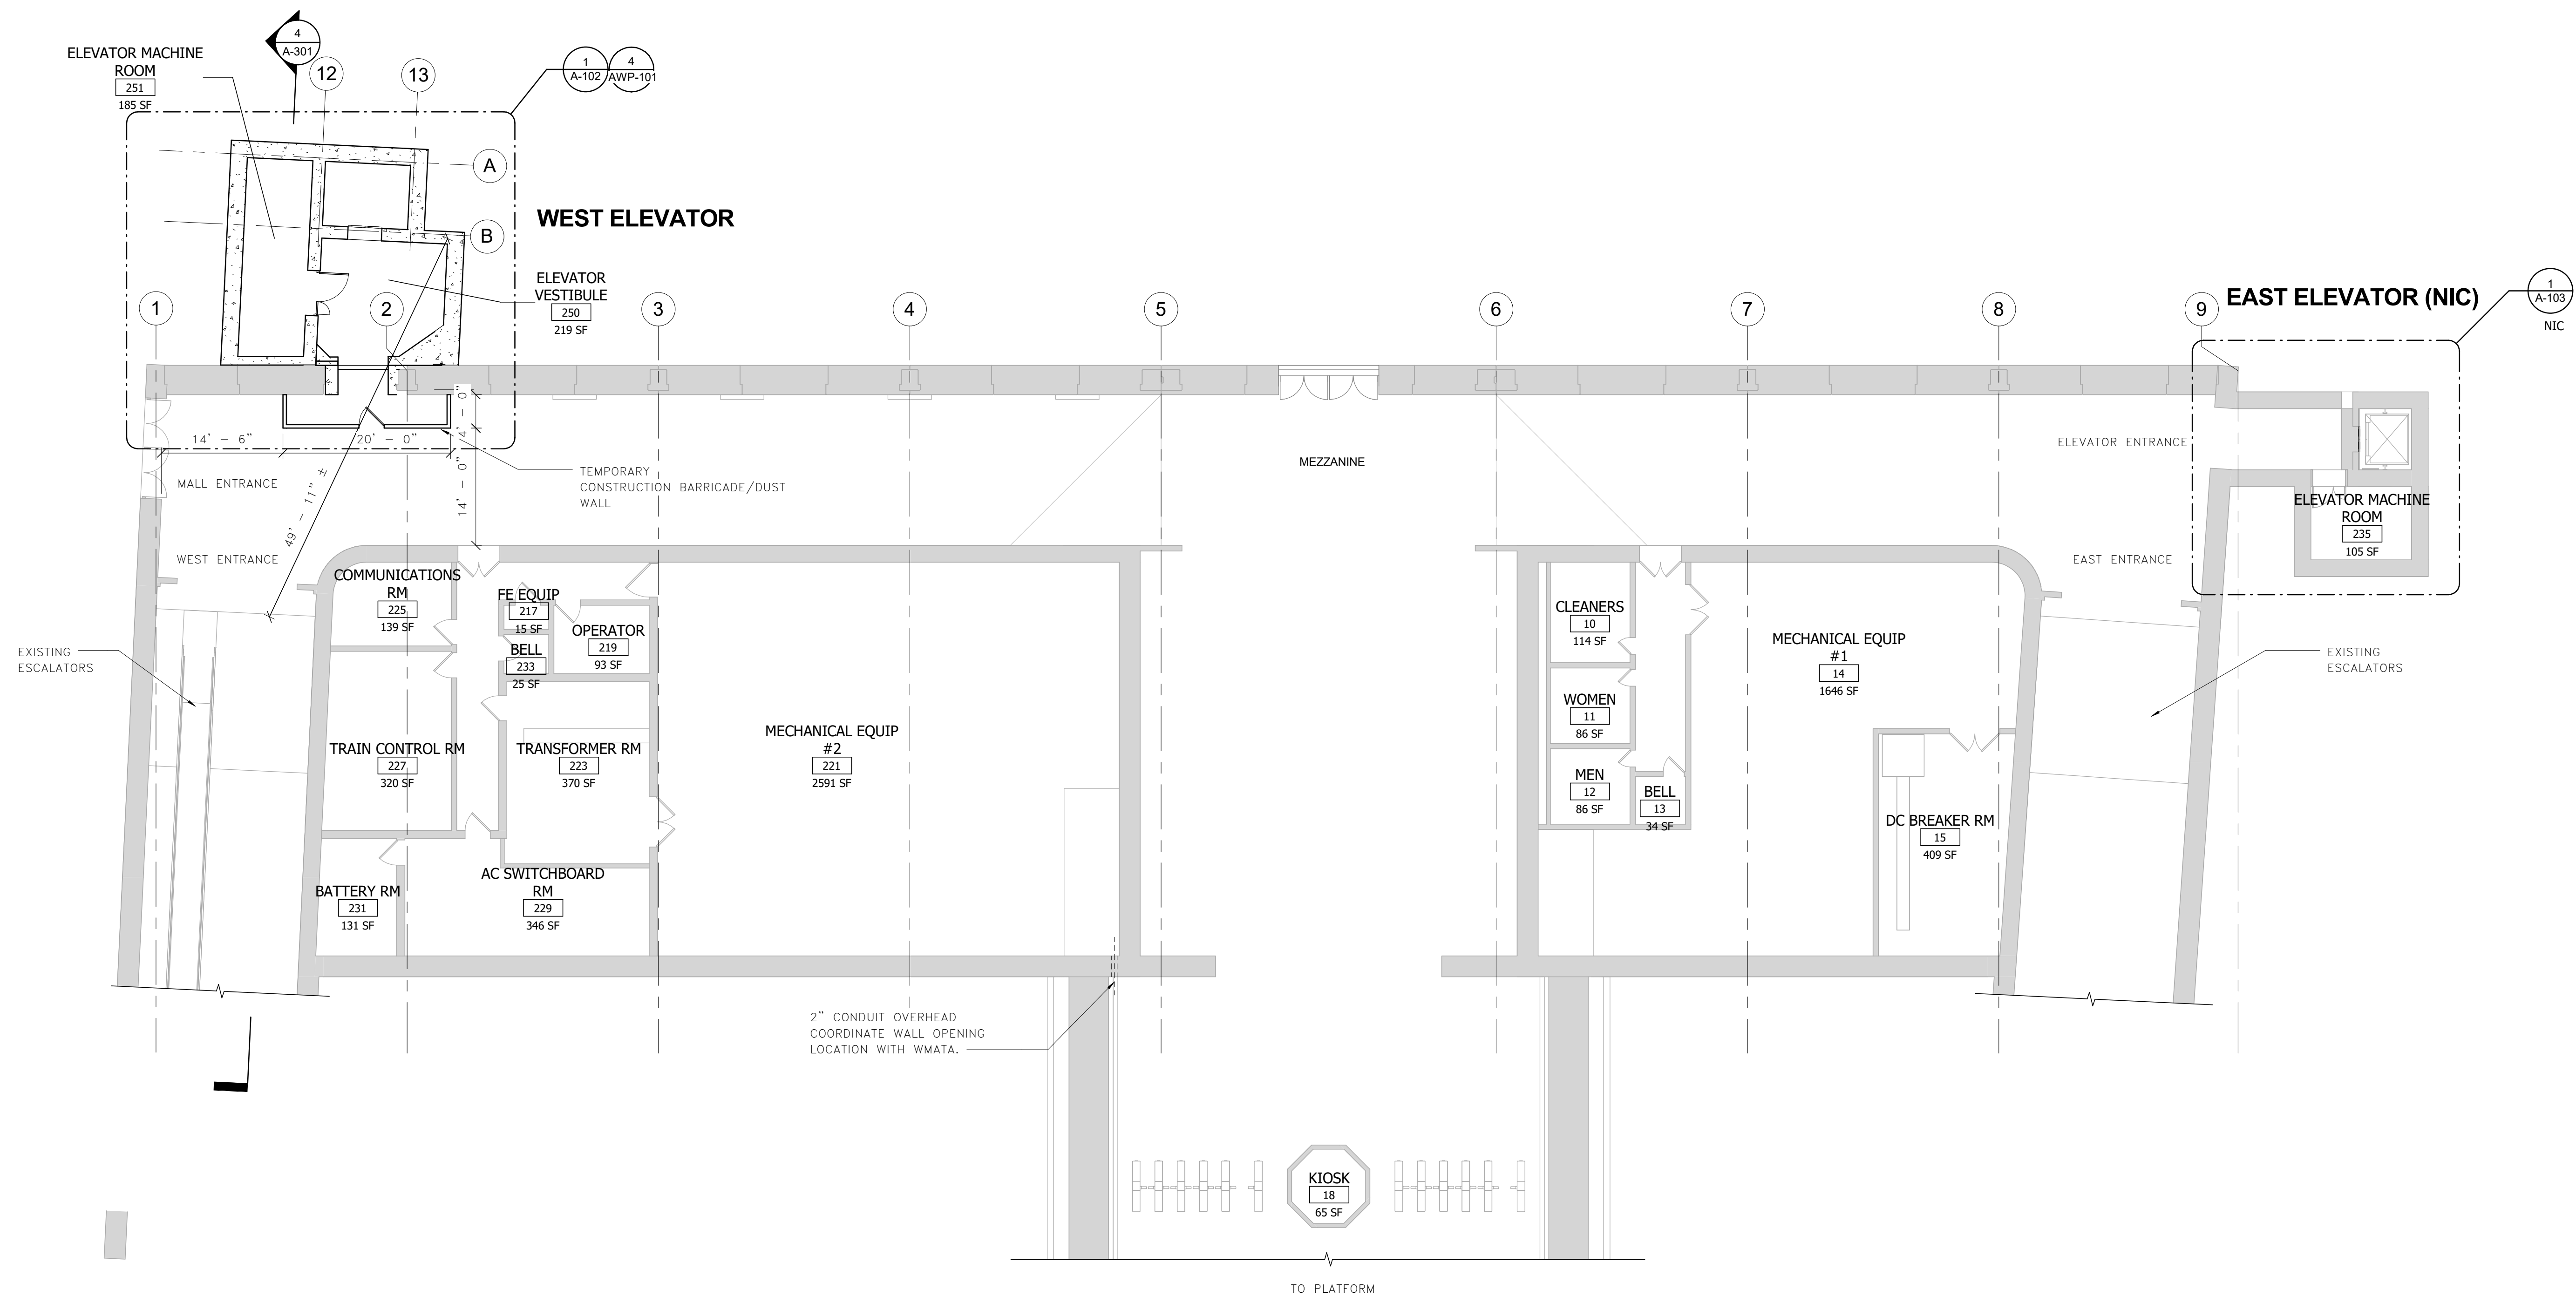 4
A-301
ELEVATOR MACHINE
ROOM
251
185 SF
12
13
1
A-102
4
AWP-101
A
B
WEST ELEVATOR
ELEVATOR
VESTIBULE
250
219 SF
1
2
3
4
5
6
7
8
9
EAST ELEVATOR (NIC)
1
A-103
NIC
14' - 6"
20' - 0"
4' - 0"
14' - 0"
49' - 11" ±
MALL ENTRANCE
WEST ENTRANCE
TEMPORARY
CONSTRUCTION BARRICADE/DUST
WALL
MEZZANINE
ELEVATOR ENTRANCE
EAST ENTRANCE
ELEVATOR MACHINE
ROOM
235
105 SF
EXISTING
ESCALATORS
COMMUNICATIONS
RM
225
139 SF
FE EQUIP
217
15 SF
OPERATOR
219
93 SF
BELL
233
25 SF
TRAIN CONTROL RM
227
320 SF
TRANSFORMER RM
223
370 SF
MECHANICAL EQUIP
#2
221
2591 SF
BATTERY RM
231
131 SF
AC SWITCHBOARD
RM
229
346 SF
CLEANERS
10
114 SF
WOMEN
11
86 SF
MEN
12
86 SF
BELL
13
34 SF
MECHANICAL EQUIP
#1
14
1646 SF
DC BREAKER RM
15
409 SF
EXISTING
ESCALATORS
2" CONDUIT OVERHEAD
COORDINATE WALL OPENING
LOCATION WITH WMATA.
KIOSK
18
65 SF
TO PLATFORM